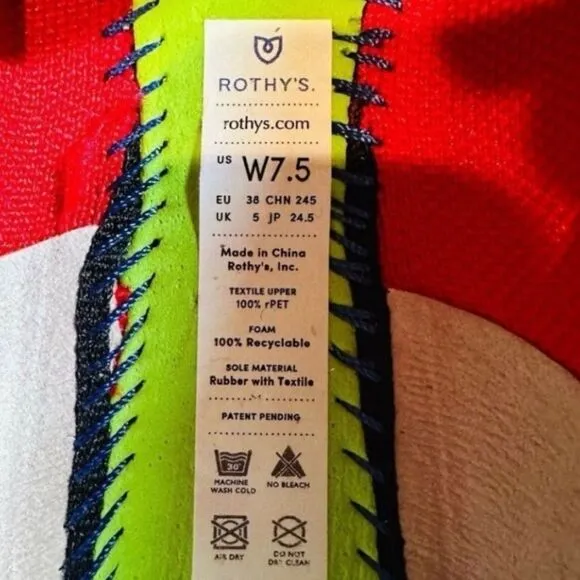 ROTHY'S.
rothys.com
US W7.5
EU 38 CHN 245
UK 5 JP 24.5
Made in China
Rothy's, Inc.
TEXTILE UPPER
100% rPET
FOAM
100% Recyclable
SOLE MATERIAL
Rubber with Textile
PATENT PENDING
30°
MACHINE WASH COLD
NO BLEACH
AIR DRY
DO NOT DRY CLEAN